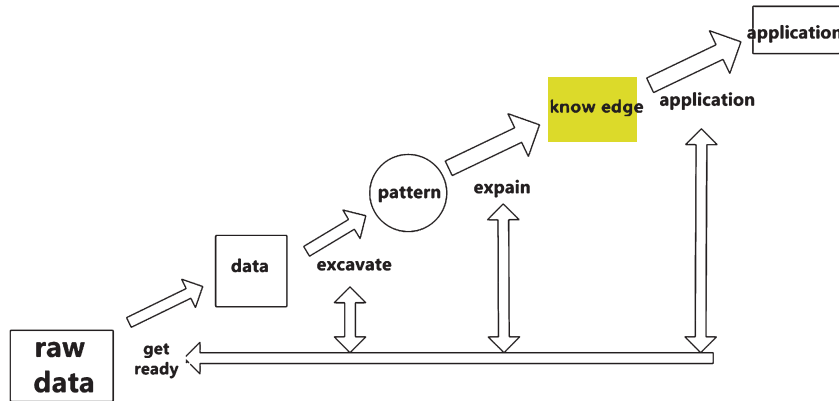 application
know edge
application
pattern
expain
data
excavate
raw
data
get
ready